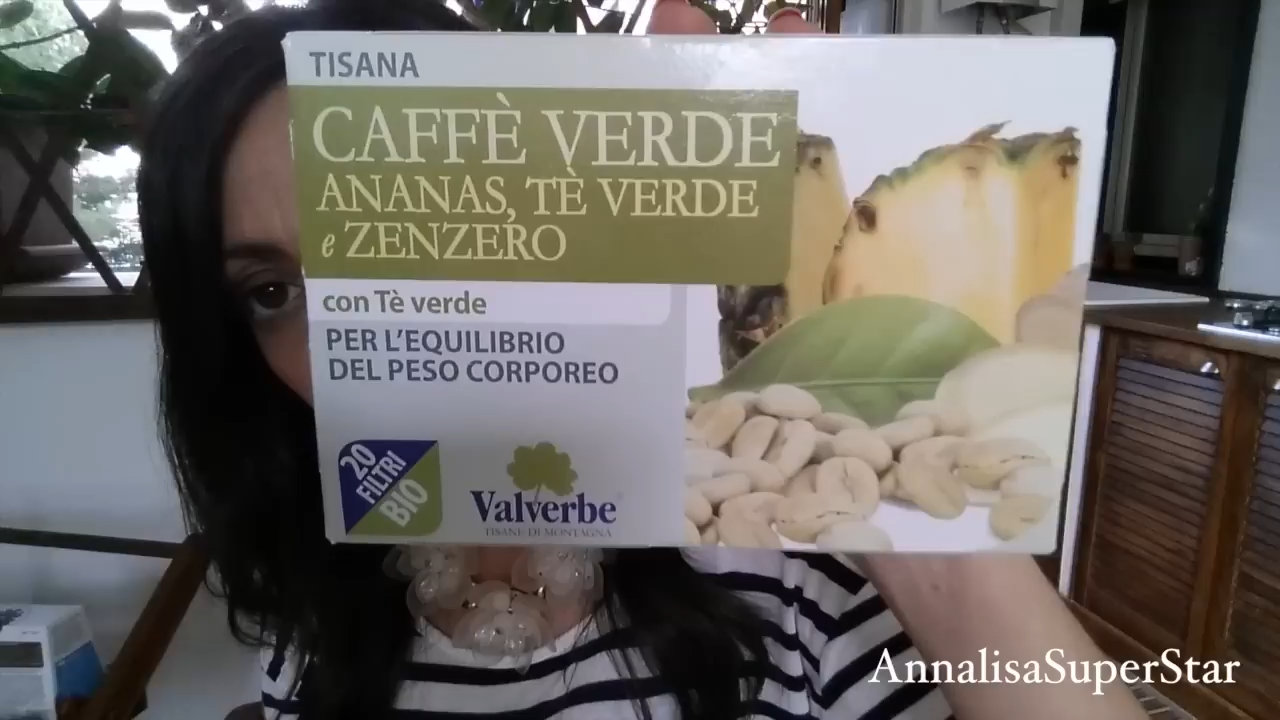 TISANA
CAFFÈ VERDE
ANANAS, TÈ VERDE
e ZENZERO
con Tè verde
PER L'EQUILIBRIO
DEL PESO CORPOREO
20
FILTRI
BIO
Valverbe®
TISANE DI MONTAGNA
AnnalisaSuperStar